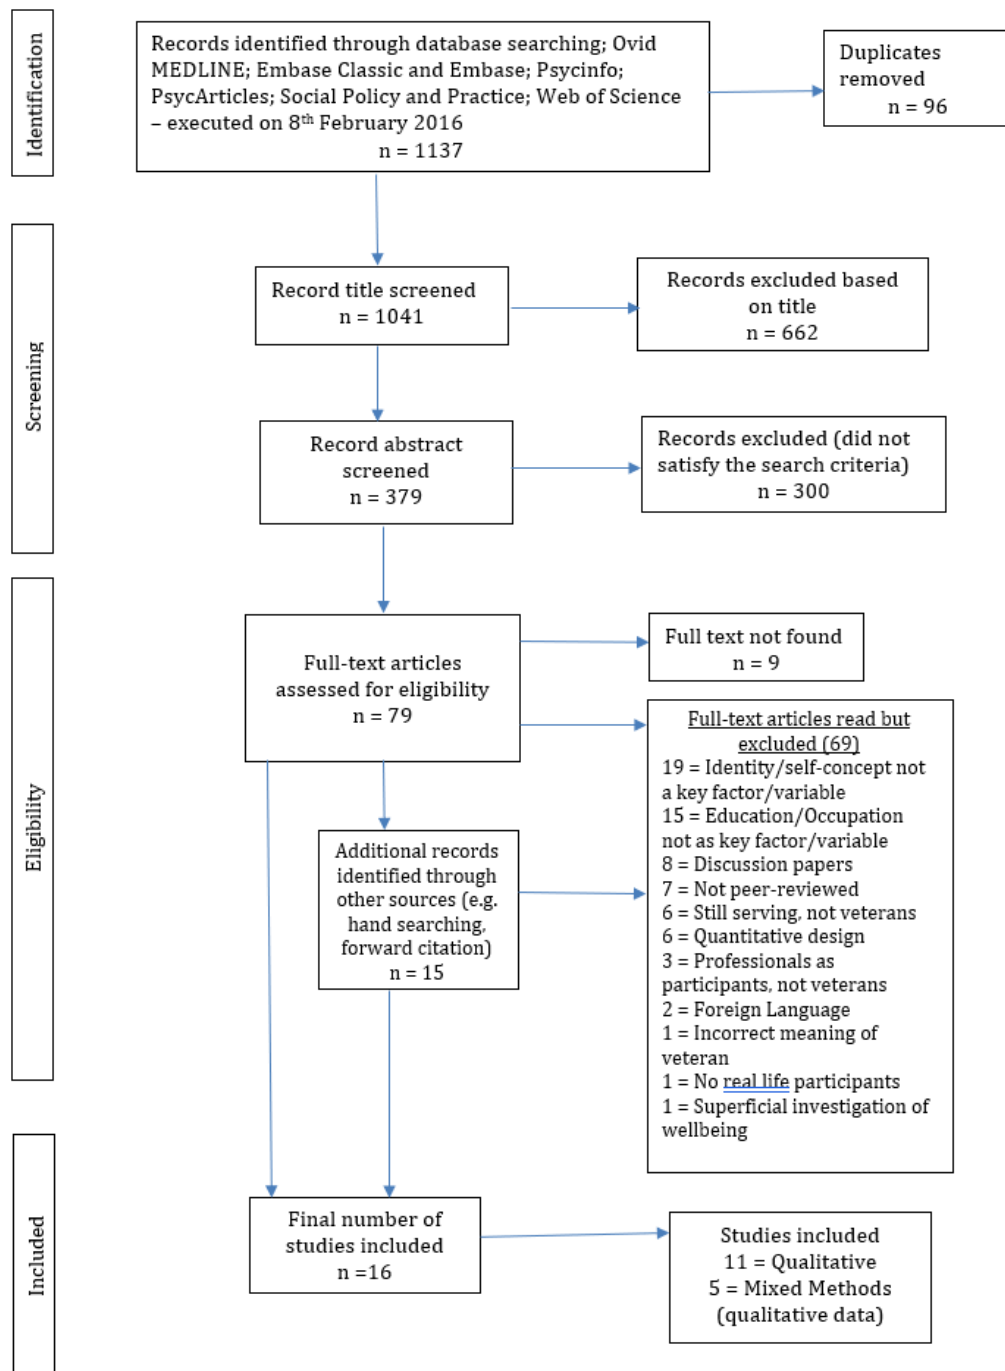 Identification
Records identified through database searching; Ovid
MEDLINE; Embase Classic and Embase; Psycinfo;
PsycArticles; Social Policy and Practice; Web of Science
– executed on 8th February 2016
n = 1137
Duplicates
removed
n = 96
Screening
Record title screened
n = 1041
Records excluded based
on title
n = 662
Record abstract
screened
n = 379
Records excluded (did not
satisfy the search criteria)
n = 300
Eligibility
Full-text articles
assessed for eligibility
n = 79
Full text not found
n = 9
Additional records
identified through
other sources (e.g.
hand searching,
forward citation)
n = 15
Full-text articles read but
excluded (69)
19 = Identity/self-concept not
a key factor/variable
15 = Education/Occupation
not as key factor/variable
8 = Discussion papers
7 = Not peer-reviewed
6 = Still serving, not veterans
6 = Quantitative design
3 = Professionals as
participants, not veterans
2 = Foreign Language
1 = Incorrect meaning of
veteran
1 = No real life participants
1 = Superficial investigation of
wellbeing
Included
Final number of
studies included
n =16
Studies included
11 = Qualitative
5 = Mixed Methods
(qualitative data)